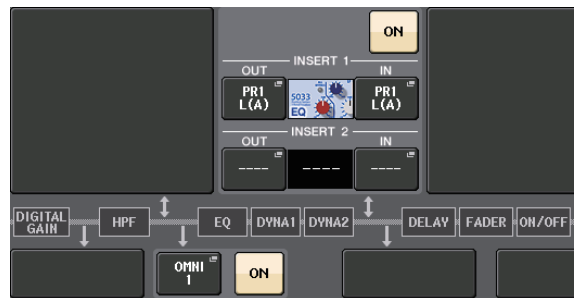 ON
INSERT 1
OUT
IN
PR1
L(A)
5033
EQ
PR1
L(A)
INSERT 2
OUT
IN
----
----
----
DIGITAL
GAIN
HPF
EQ
DYNA1
DYNA2
DELAY
FADER
ON/OFF
OMNI
1
ON